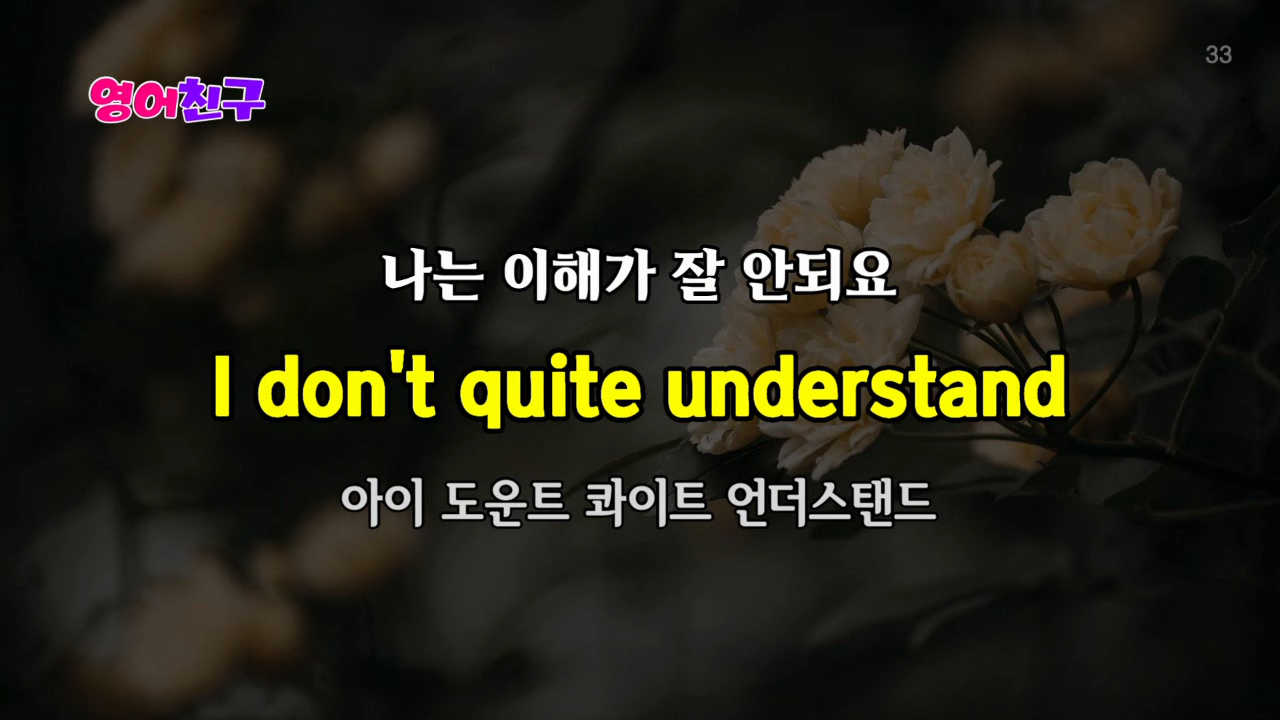 33
영어친구
나는 이해가 잘 안되요
I don't quite understand
아이 도운트 콰이트 언더스탠드